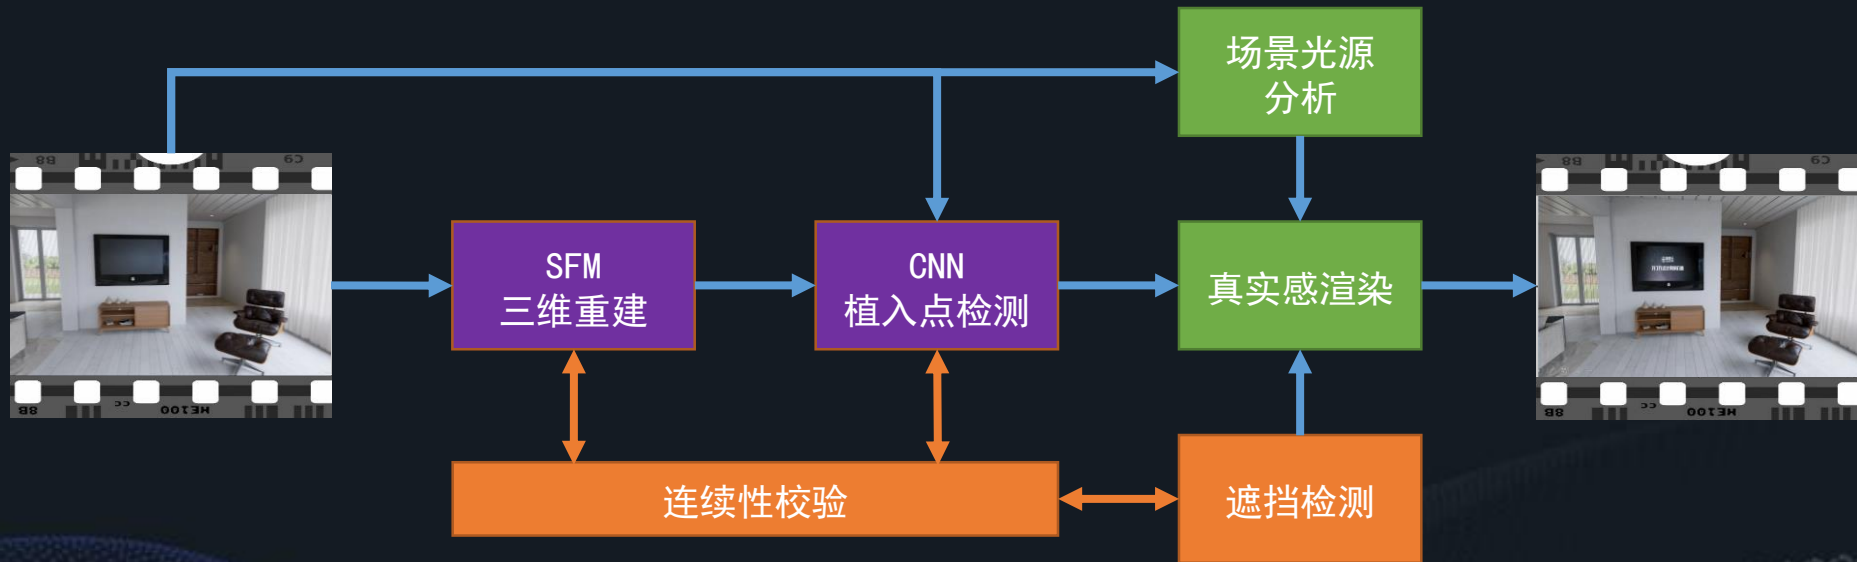 场景光源
分析
SFM
三维重建
CNN
植入点检测
真实感渲染
连续性校验
遮挡检测